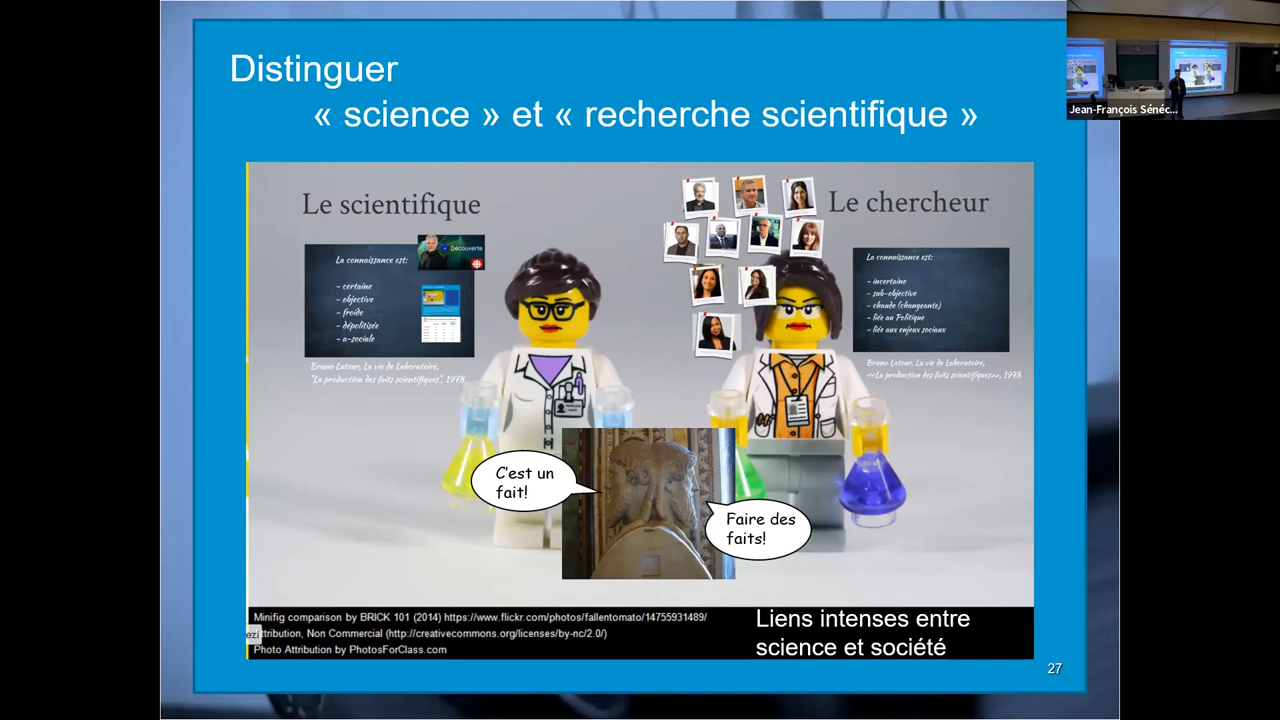 Distinguer
« science » et « recherche scientifique »
Jean-François Sénéc...
Le scientifique
Découverte
La connaissance est:
- certaine
- objective
- froide
- dépolitizée
- a-sociale
Bruno Latour, La vie de Laboratoire,
"La production des faits scientifiques", 1978
Le chercheur
La connaissance est:
- incertaine
- sub-objective
- chaude (changeante)
- liée au Politique
- liée aux enjeux sociaux
Bruno Latour, La vie de Laboratoire,
<<La production des faits scientifiques>>, 1978
C'est un
fait!
Faire des
faits!
Minifig comparison by BRICK 101 (2014) https://www.flickr.com/photos/fallentomato/14755931489/
ezi
ttribution, Non Commercial (http://creativecommons.org/licenses/by-nc/2.0/)
Photo Attribution by PhotosForClass.com
Liens intenses entre
science et société
27